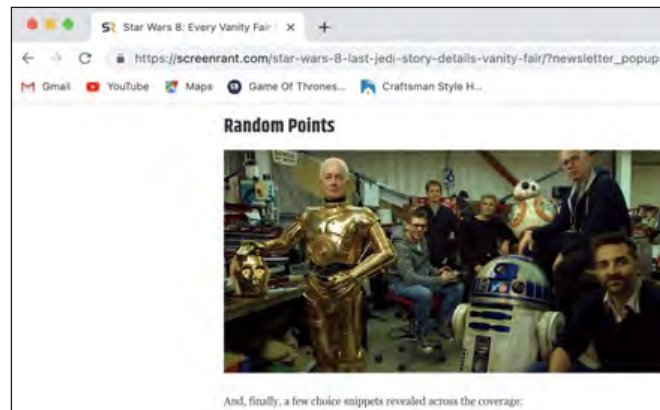 Star Wars 8: Every Vanity Fair
https://screenrant.com/star-wars-8-last-jedi-story-details-vanity-fair/?newsletter_popup
Gmail YouTube Maps Game Of Thrones... Craftsman Style H...
Random Points
And, finally, a few choice snippets revealed across the coverage: